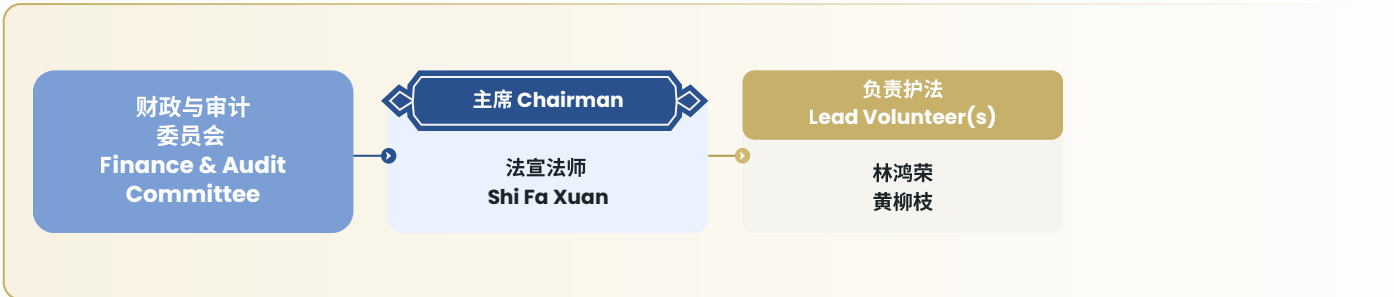 财政与审计
委员会
Finance & Audit
Committee
主席 Chairman
法宣法师
Shi Fa Xuan
负责护法
Lead Volunteer(s)
林鸿荣
黄柳枝